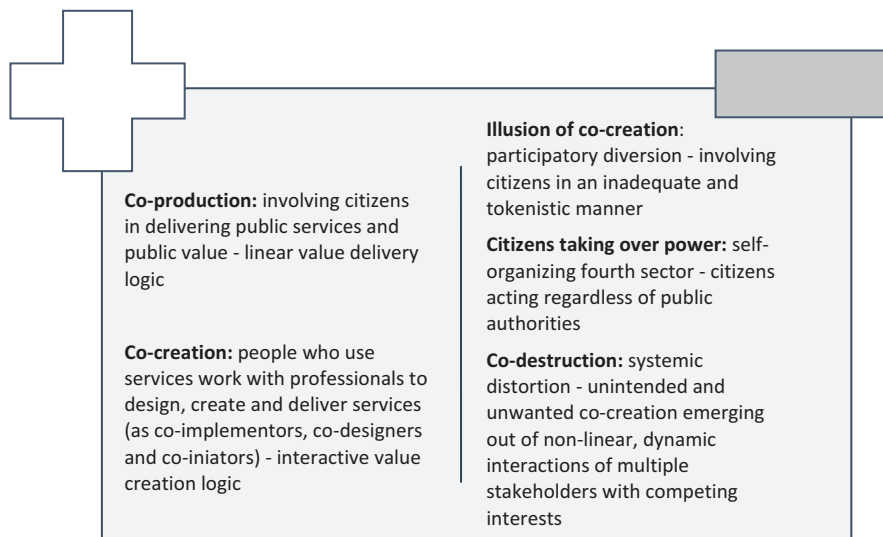 Co-production: involving citizens
in delivering public services and
public value - linear value delivery
logic
Co-creation: people who use
services work with professionals to
design, create and deliver services
(as co-implementors, co-designers
and co-iniators) - interactive value
creation logic
Illusion of co-creation:
participatory diversion - involving
citizens in an inadequate and
tokenistic manner
Citizens taking over power: self-
organizing fourth sector - citizens
acting regardless of public
authorities
Co-destruction: systemic
distortion - unintended and
unwanted co-creation emerging
out of non-linear, dynamic
interactions of multiple
stakeholders with competing
interests